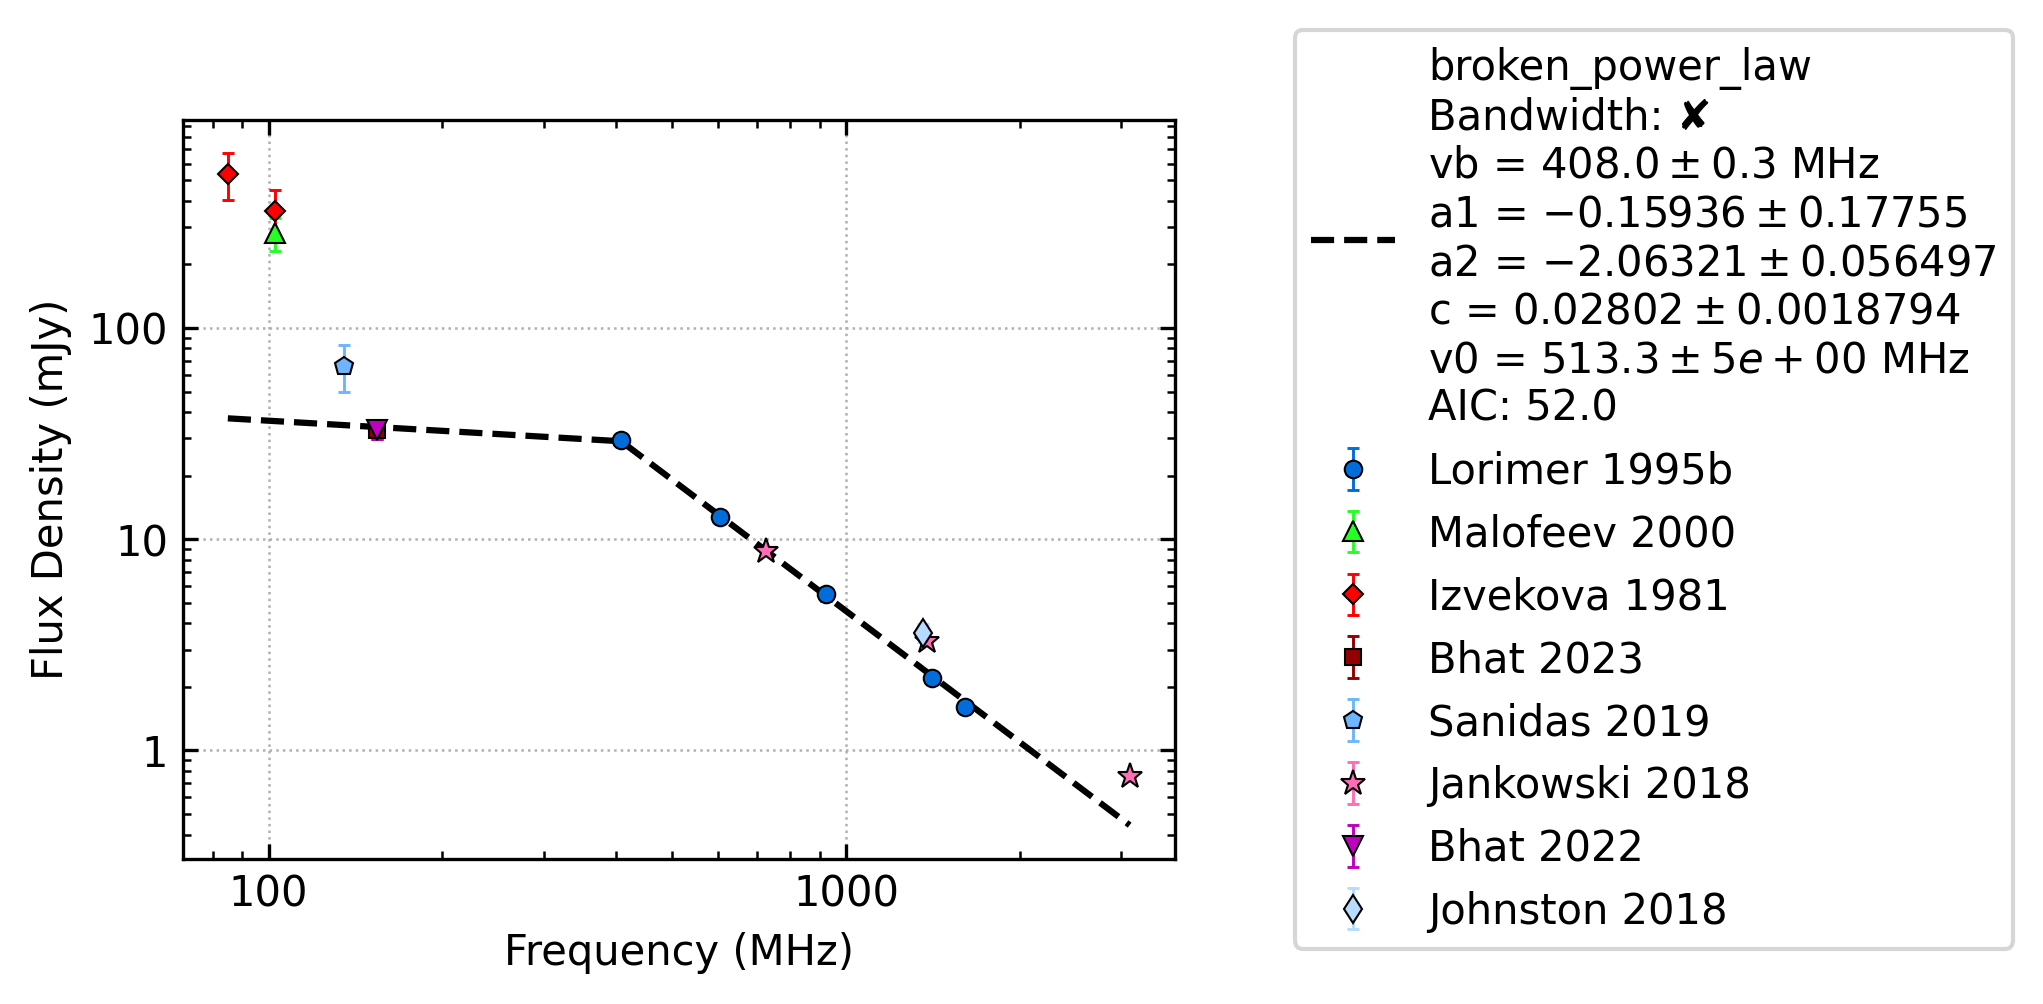 broken_power_law
Bandwidth: ✘
vb = 408.0 ± 0.3 MHz
a1 = −0.15936 ± 0.17755
a2 = −2.06321 ± 0.056497
c = 0.02802 ± 0.0018794
v0 = 513.3 ± 5e + 00 MHz
AIC: 52.0
Lorimer 1995b
Malofeev 2000
Izvekova 1981
Bhat 2023
Sanidas 2019
Jankowski 2018
Bhat 2022
Johnston 2018
Flux Density (mJy)
100
10
1
100
1000
Frequency (MHz)